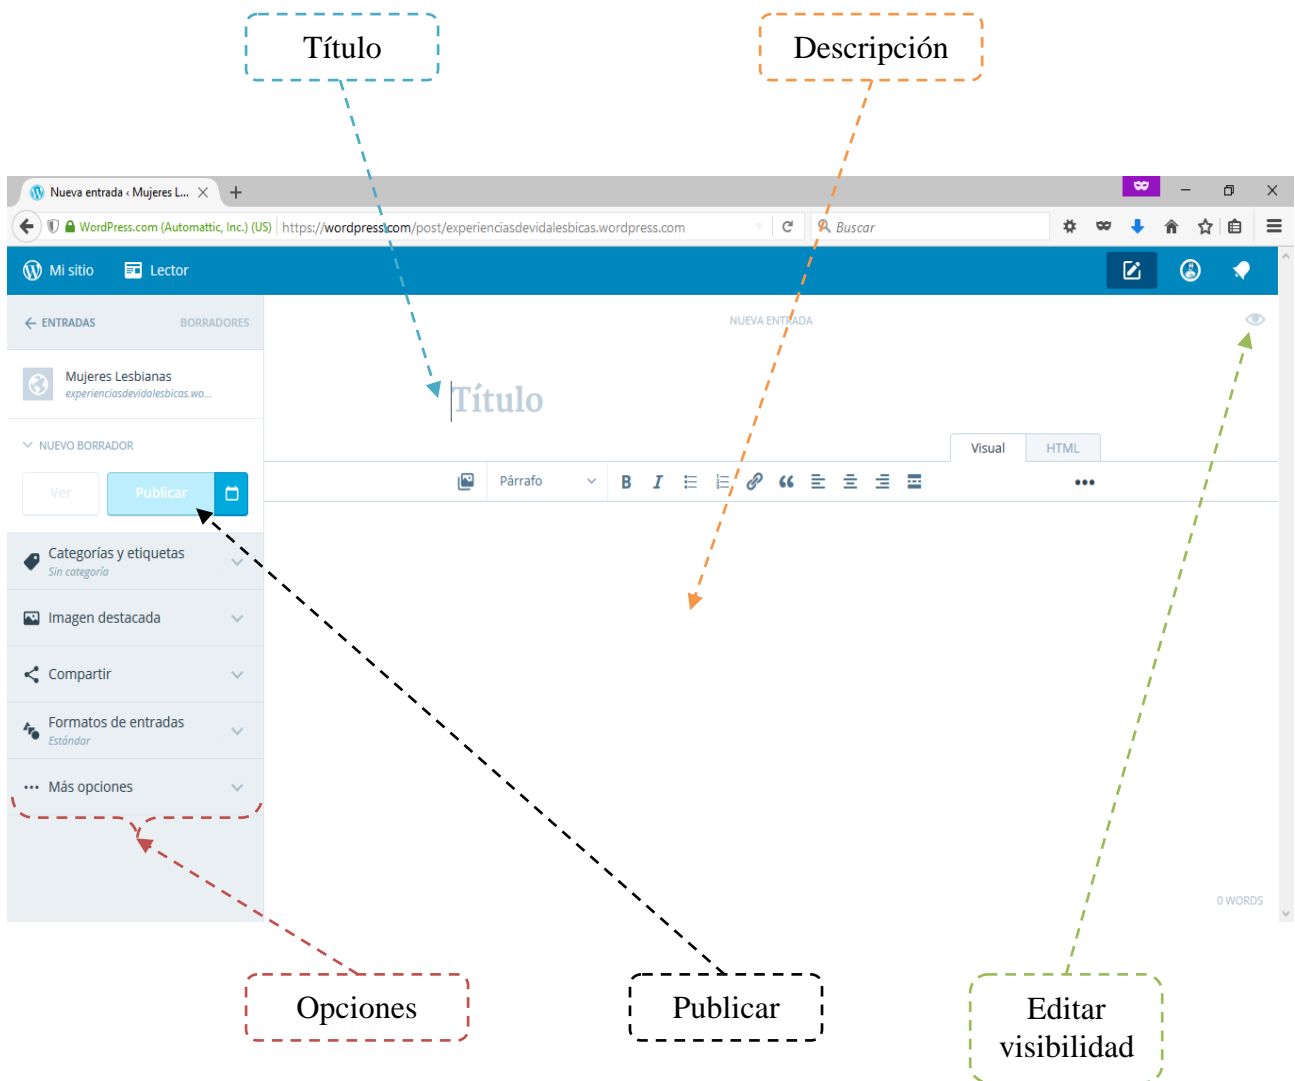 Título
Descripción
Nueva entrada ‹ Mujeres L...
WordPress.com (Automattic, Inc.) (US)
https://wordpress.com/post/experienciasdevidalesbicas.wordpress.com
Buscar
Mi sitio
Lector
ENTRADAS
BORRADORES
NUEVA ENTRADA
Mujeres Lesbianas
experienciasdevidalesbicas.wo...
Título
NUEVO BORRADOR
Visual
HTML
Ver
Publicar
Párrafo
B I
Categorías y etiquetas
Sin categoría
Imagen destacada
Compartir
Formatos de entradas
Estándar
Más opciones
0 WORDS
Opciones
Publicar
Editar
visibilidad